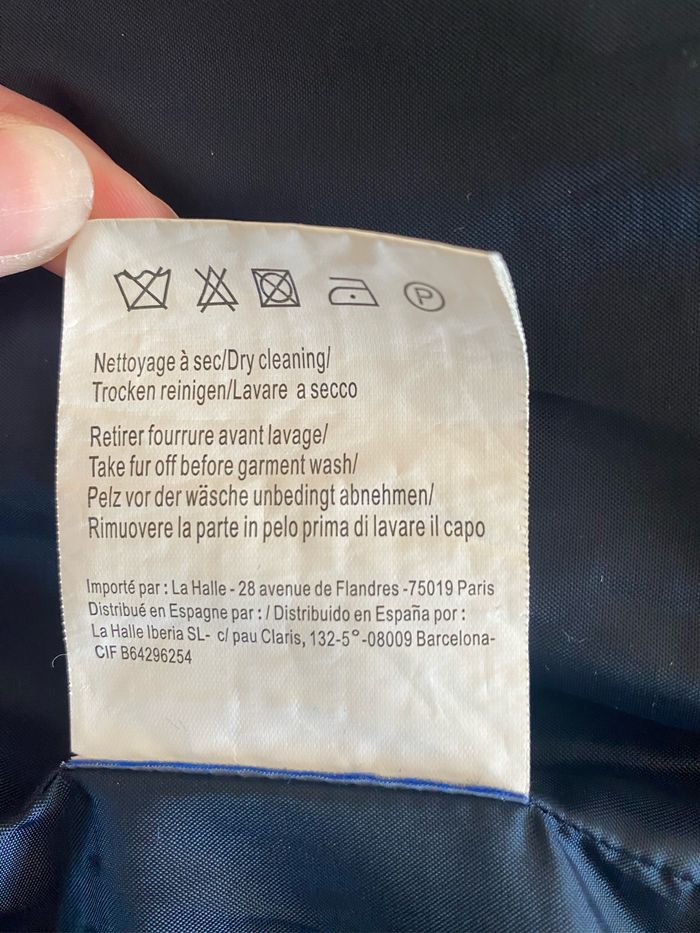 P
Nettoyage à sec/Dry cleaning/
Trocken reinigen/Lavare a secco
Retirer fourrure avant lavage/
Take fur off before garment wash/
Pelz vor der wäsche unbedingt abnehmen/
Rimuovere la parte in pelo prima di lavare il capo
Importé par : La Halle - 28 avenue de Flandres -75019 Paris
Distribué en Espagne par : / Distribuido en España por :
La Halle Iberia SL- c/ pau Claris, 132-5°-08009 Barcelona-
CIF B64296254